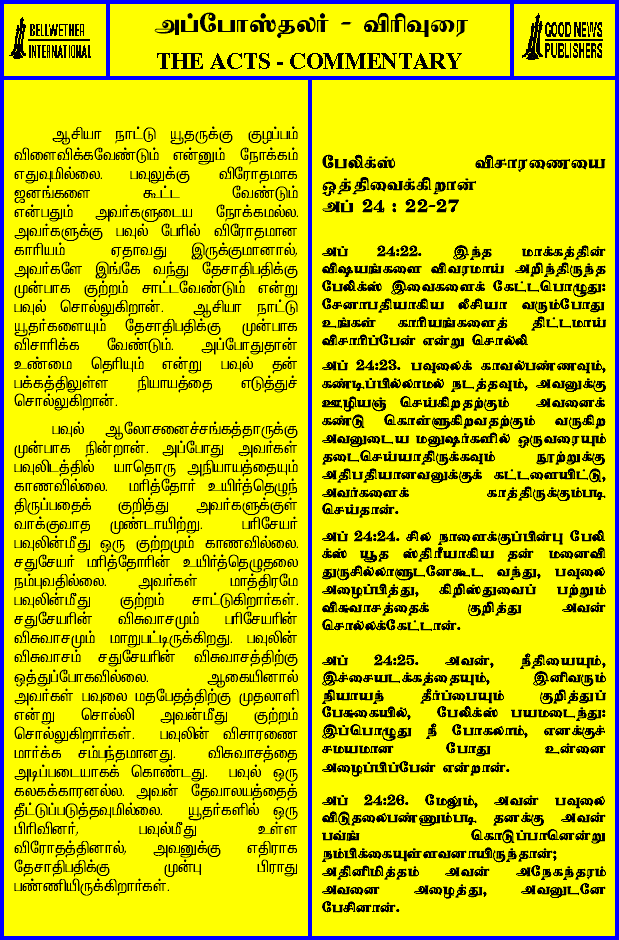 BELLWETHER
INTERNATIONAL
அப்போஸ்தலர் - விரிவுரை
THE ACTS - COMMENTARY
GOOD NEWS
PUBLISHERS
ஆசியா நாட்டு யூதருக்கு குழப்பம்
விளைவிக்கவேண்டும் என்னும் நோக்கம்
எதுவுமில்லை. பவுலுக்கு விரோதமாக
ஜனங்களை கூட்ட வேண்டும்
என்பதும் அவர்களுடைய நோக்கமல்ல.
அவர்களுக்கு பவுல் பேரில் விரோதமான
காரியம் ஏதாவது இருக்குமானால்,
அவர்களே இங்கே வந்து தேசாதிபதிக்கு
முன்பாக குற்றம் சாட்டவேண்டும் என்று
பவுல் சொல்லுகிறான். ஆசியா நாட்டு
யூதர்களையும் தேசாதிபதிக்கு முன்பாக
விசாரிக்க வேண்டும். அப்போதுதான்
உண்மை தெரியும் என்று பவுல் தன்
பக்கத்திலுள்ள நியாயத்தை எடுத்துச்
சொல்லுகிறான்.
பவுல் ஆலோசனைச்சங்கத்தாருக்கு
முன்பாக நின்றான். அப்போது அவர்கள்
பவுலிடத்தில் யாதொரு அநியாயத்தையும்
காணவில்லை. மரித்தோர் உயிர்த்தெழுந்
திருப்பதைக் குறித்து அவர்களுக்குள்
வாக்குவாத முண்டாயிற்று. பரிசேயர்
பவுலின்மீது ஒரு குற்றமும் காணவில்லை.
சதுசேயர் மரித்தோரின் உயிர்த்தெழுதலை
நம்புவதில்லை. அவர்கள் மாத்திரமே
பவுலின்மீது குற்றம் சாட்டுகிறார்கள்.
சதுசேயரின் விசுவாசமும் பரிசேயரின்
விசுவாசமும் மாறுபட்டிருக்கிறது. பவுலின்
விசுவாசம் சதுசேயரின் விசுவாசத்திற்கு
ஒத்துப்போகவில்லை. ஆகையினால்
அவர்கள் பவுலை மதபேதத்திற்கு முதலாளி
என்று சொல்லி அவன்மீது குற்றம்
சொல்லுகிறார்கள். பவுலின் விசாரணை
மார்க்க சம்பந்தமானது. விசுவாசத்தை
அடிப்படையாகக் கொண்டது. பவுல் ஒரு
கலகக்காரனல்ல. அவன் தேவாலயத்தைத்
தீட்டுப்படுத்தவுமில்லை. யூதர்களில் ஒரு
பிரிவினர், பவுல்மீது உள்ள
விரோதத்தினால், அவனுக்கு எதிராக
தேசாதிபதிக்கு முன்பு பிராது
பண்ணியிருக்கிறார்கள்.
பேலிக்ஸ் விசாரணையை
ஒத்திவைக்கிறான்
அப் 24 : 22-27
அப் 24:22. இந்த மாக்கத்தின்
விஷயங்களை விவரமாய் அறிந்திருந்த
பேலிக்ஸ் இவைகளைக் கேட்டபொழுது:
சேனாபதியாகிய லீசியா வரும்போது
உங்கள் காரியங்களைத் திட்டமாய்
விசாரிப்பேன் என்று சொல்லி
அப் 24:23. பவுலைக் காவல்பண்ணவும்,
கண்டிப்பில்லாமல் நடத்தவும், அவனுக்கு
ஊழியஞ் செய்கிறதற்கும் அவனைக்
கண்டு கொள்ளுகிறவதற்கும் வருகிற
அவனுடைய மனுஷர்களில் ஒருவரையும்
தடைசெய்யாதிருக்கவும் நூற்றுக்கு
அதிபதியானவனுக்குக் கட்டளையிட்டு,
அவர்களைக் காத்திருக்கும்படி
செய்தான்.
அப் 24:24. சில நாளைக்குப்பின்பு பேலி
க்ஸ் யூத ஸ்திரீயாகிய தன் மனைவி
துருசில்லாளுடனேகூட வந்து, பவுலை
அழைப்பித்து, கிறிஸ்துவைப் பற்றும்
விசுவாசத்தைக் குறித்து அவன்
சொல்லக்கேட்டான்.
அப் 24:25. அவன், நீதியையும்,
இச்சையடக்கத்தையும், இனிவரும்
நியாயந் தீர்ப்பையும் குறித்துப்
பேசுகையில், பேலிக்ஸ் பயமடைந்து:
இப்பொழுது நீ போகலாம், எனக்குச்
சமயமான போது உன்னை
அழைப்பிப்பேன் என்றான்.
அப் 24:26. மேலும், அவன் பவுலை
விடுதலைபண்ணும்படி தனக்கு அவன்
கொடுப்பானென்று
நம்பிக்கையுள்ளவனாயிருந்தான்;
அதினிமித்தம் அவன் அநேகந்தரம்
அவனை அழைத்து, அவனுடனே
பேசினான்.